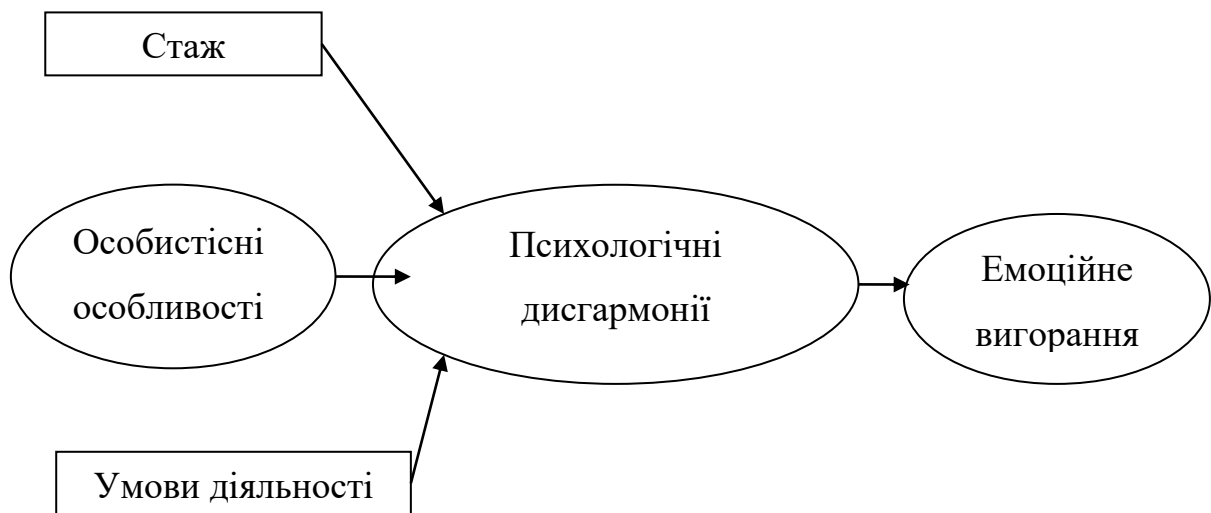 Стаж
Особистісні
особливості
Психологічні
дисгармонії
Емоційне
вигорання
Умови діяльності